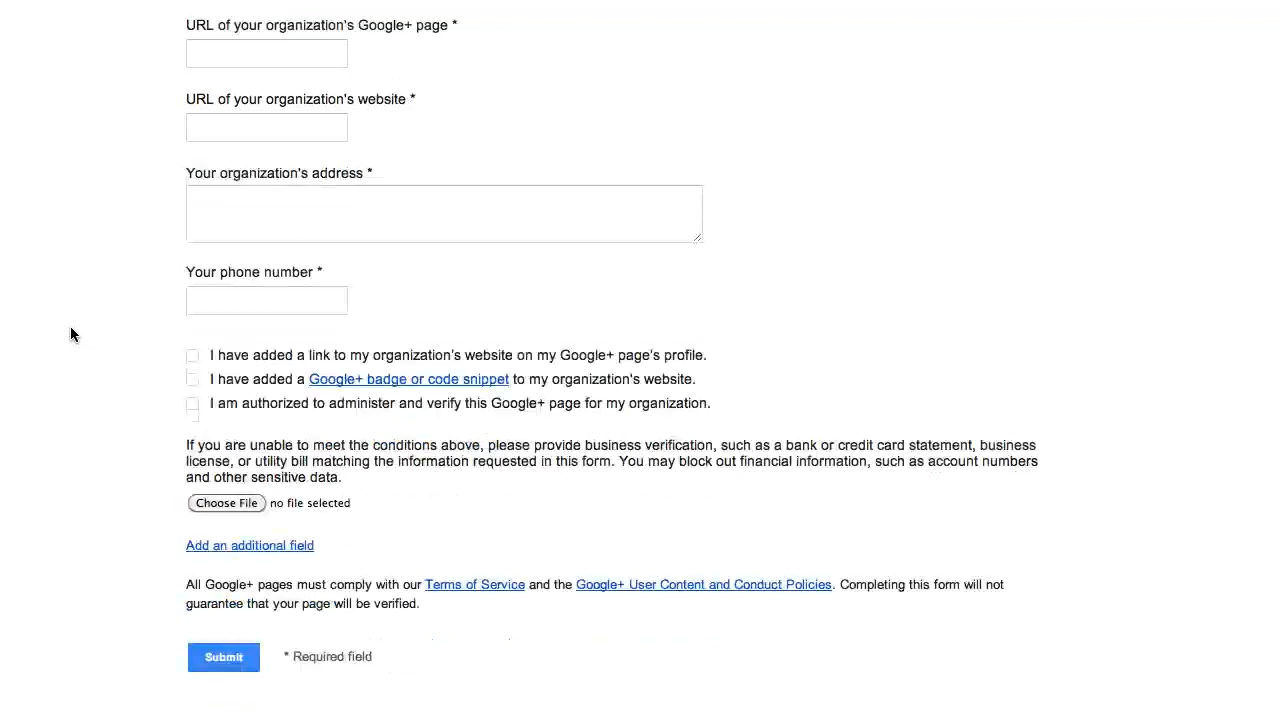 URL of your organization's Google+ page *
URL of your organization's website *
Your organization's address *
Your phone number *
I have added a link to my organization's website on my Google+ page's profile.
I have added a Google+ badge or code snippet to my organization's website.
I am authorized to administer and verify this Google+ page for my organization.
If you are unable to meet the conditions above, please provide business verification, such as a bank or credit card statement, business
license, or utility bill matching the information requested in this form. You may block out financial information, such as account numbers
and other sensitive data.
Choose File no file selected
Add an additional field
All Google+ pages must comply with our Terms of Service and the Google+ User Content and Conduct Policies. Completing this form will not
guarantee that your page will be verified.
Submit * Required field